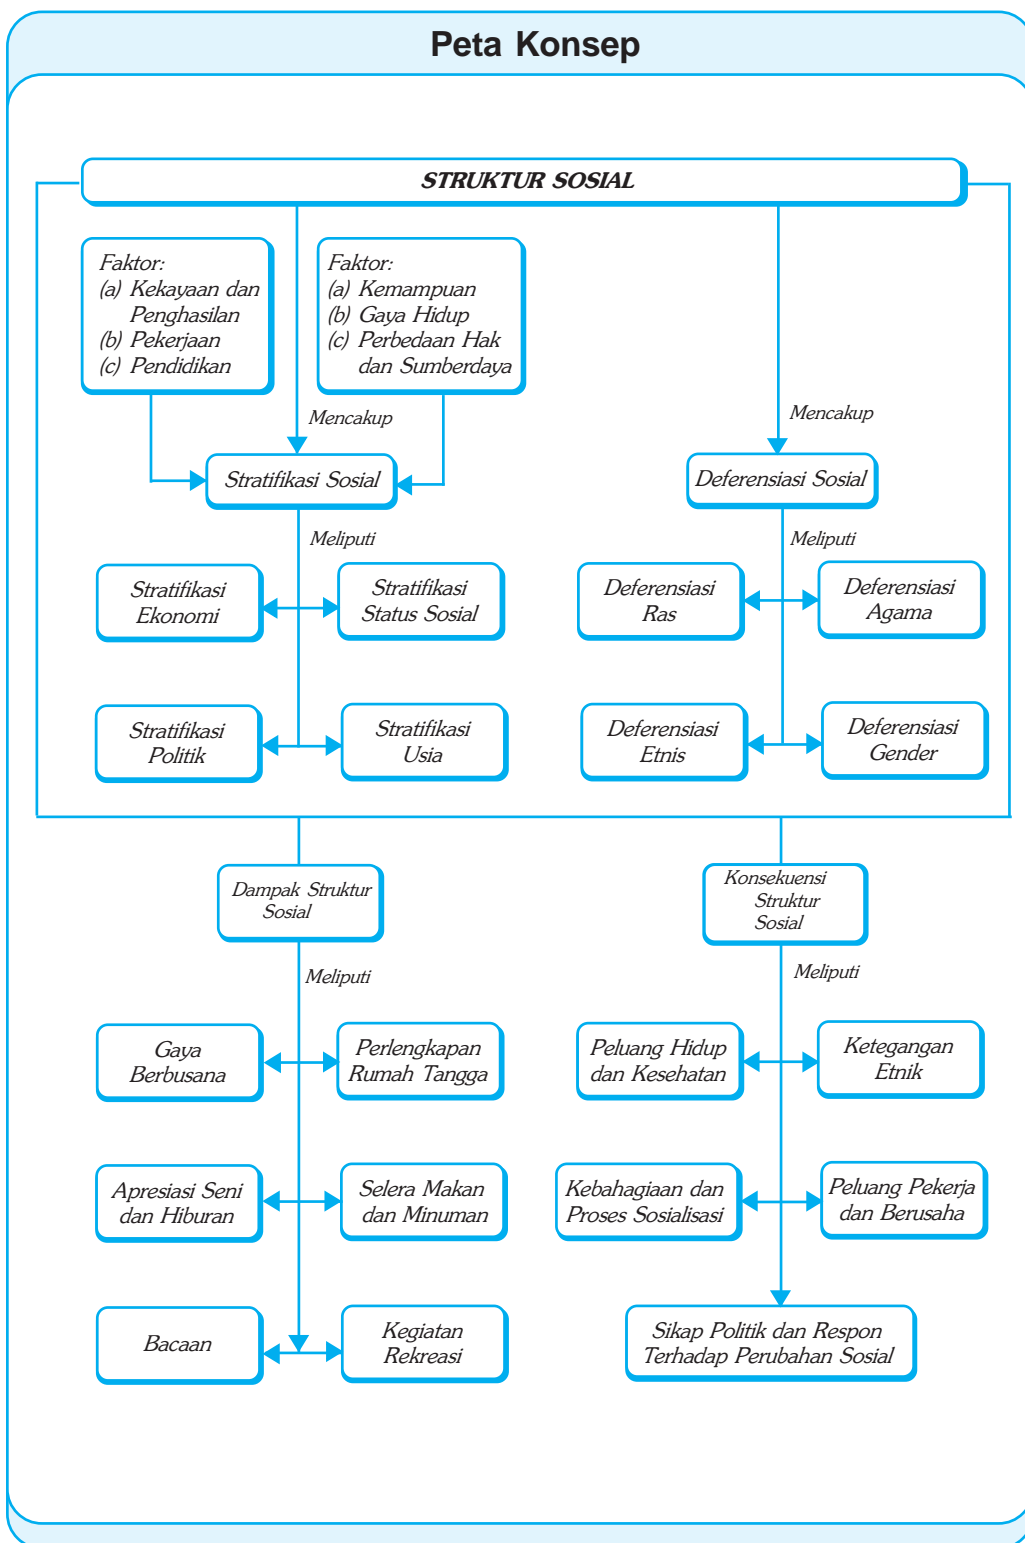 Peta Konsep
STRUKTUR SOSIAL
Faktor:
(a) Kekayaan dan
Penghasilan
(b) Pekerjaan
(c) Pendidikan
Faktor:
(a) Kemampuan
(b) Gaya Hidup
(c) Perbedaan Hak
dan Sumberdaya
Mencakup
Mencakup
Stratifikasi Sosial
Deferensiasi Sosial
Meliputi
Meliputi
Stratifikasi
Ekonomi
Stratifikasi
Status Sosial
Deferensiasi
Ras
Deferensiasi
Agama
Stratifikasi
Politik
Stratifikasi
Usia
Deferensiasi
Etnis
Deferensiasi
Gender
Dampak Struktur
Sosial
Konsekuensi
Struktur
Sosial
Meliputi
Meliputi
Gaya
Berbusana
Perlengkapan
Rumah Tangga
Peluang Hidup
dan Kesehatan
Ketegangan
Etnik
Apresiasi Seni
dan Hiburan
Selera Makan
dan Minuman
Kebahagiaan dan
Proses Sosialisasi
Peluang Pekerja
dan Berusaha
Bacaan
Kegiatan
Rekreasi
Sikap Politik dan Respon
Terhadap Perubahan Sosial